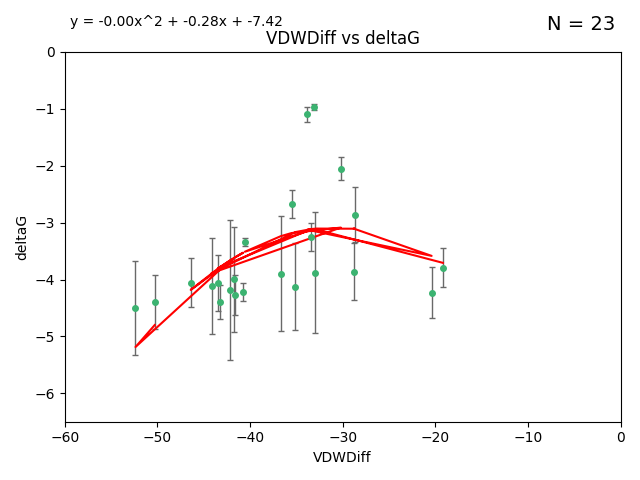 y = -0.00x^2 + -0.28x + -7.42
N = 23
VDWDiff vs deltaG
0
−1
−2
−3
−4
−5
−6
deltaG
−60 −50 −40 −30 −20 −10 0
VDWDiff